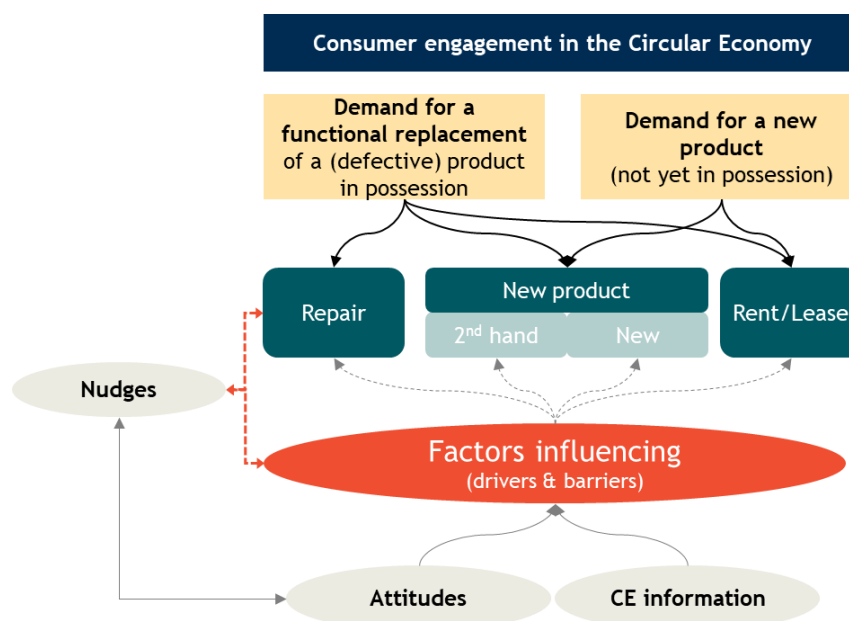 Consumer engagement in the Circular Economy
Demand for a
functional replacement
of a (defective) product
in possession
Demand for a new
product
(not yet in possession)
Repair
New product
2nd hand
New
Rent/Lease
Nudges
Factors influencing
(drivers & barriers)
Attitudes
CE information